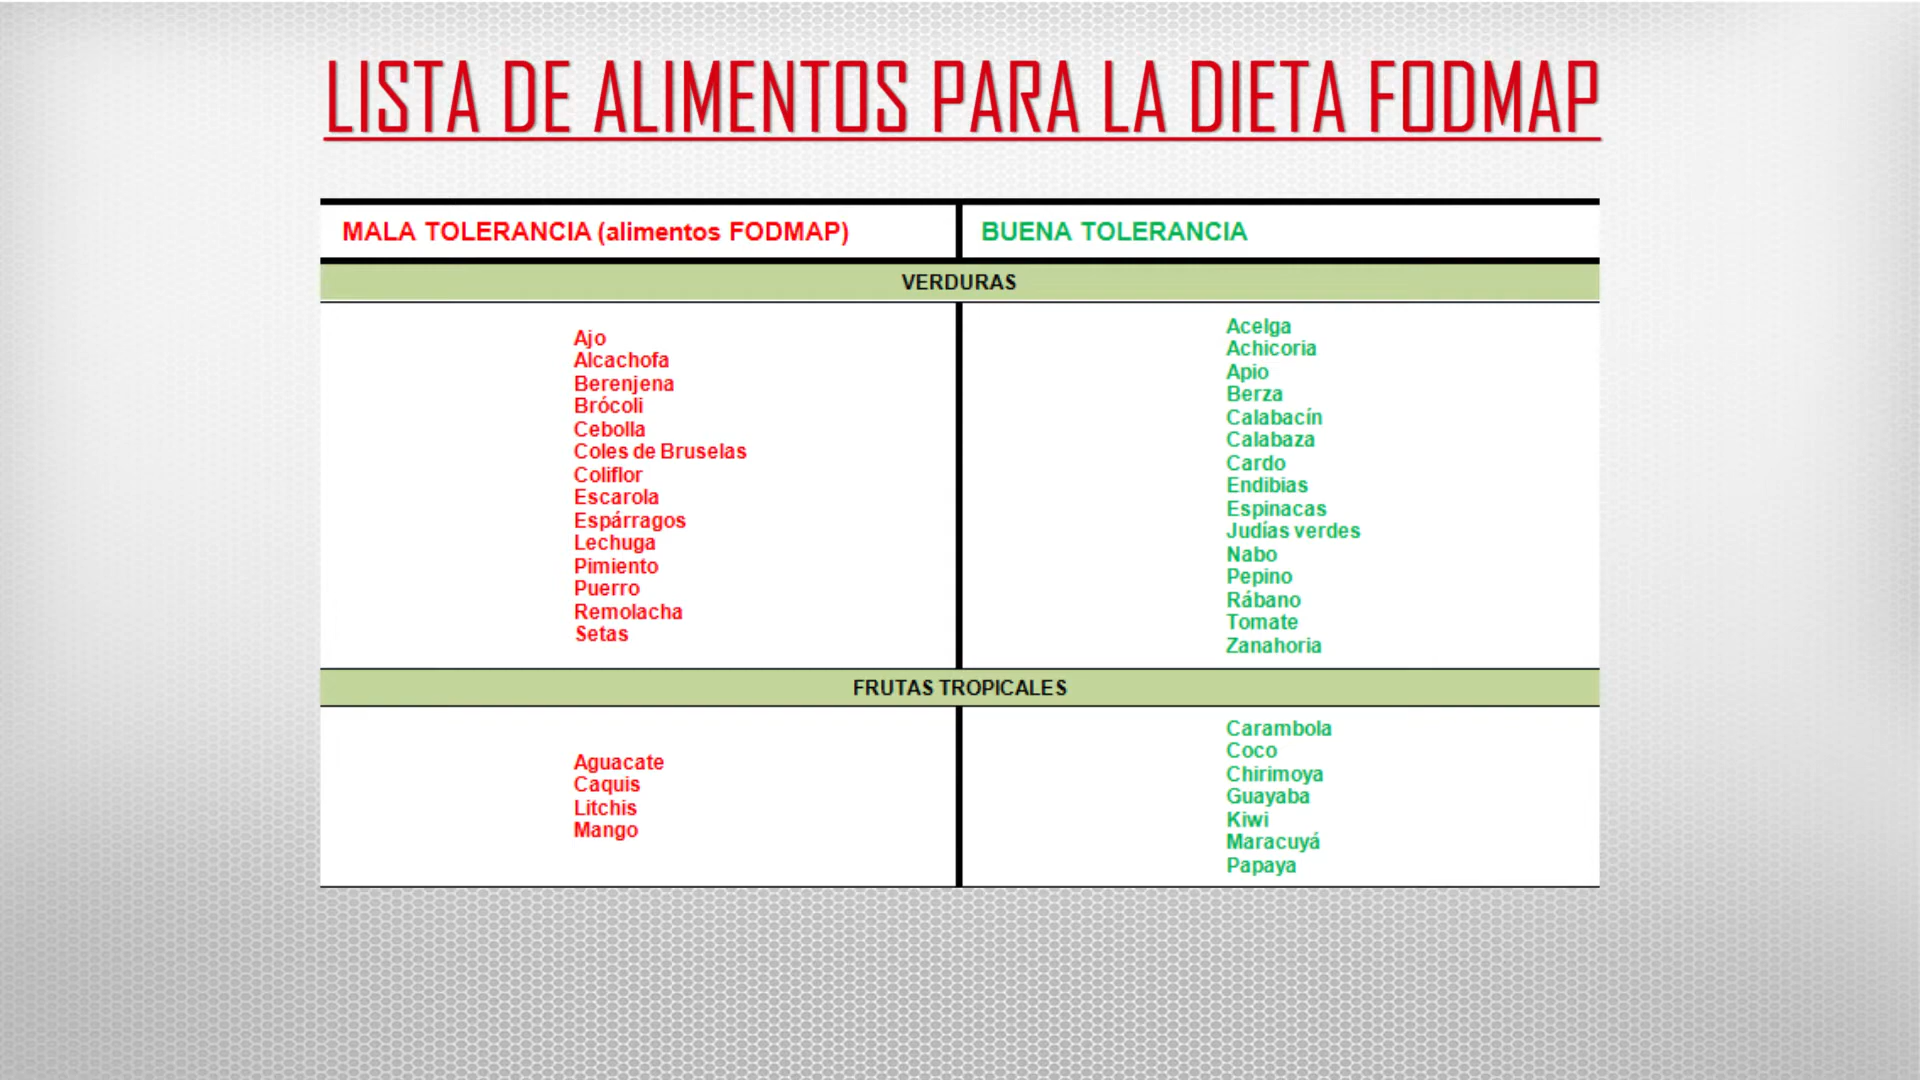 LISTA DE ALIMENTOS PARA LA DIETA FODMAP
MALA TOLERANCIA (alimentos FODMAP)
BUENA TOLERANCIA
VERDURAS
Ajo
Alcachofa
Berenjena
Brócoli
Cebolla
Coles de Bruselas
Coliflor
Escarola
Espárragos
Lechuga
Pimiento
Puerro
Remolacha
Setas
Acelga
Achicoria
Apio
Berza
Calabacín
Calabaza
Cardo
Endibias
Espinacas
Judías verdes
Nabo
Pepino
Rábano
Tomate
Zanahoria
FRUTAS TROPICALES
Aguacate
Caquis
Litchis
Mango
Carambola
Coco
Chirimoya
Guayaba
Kiwi
Maracuyá
Papaya